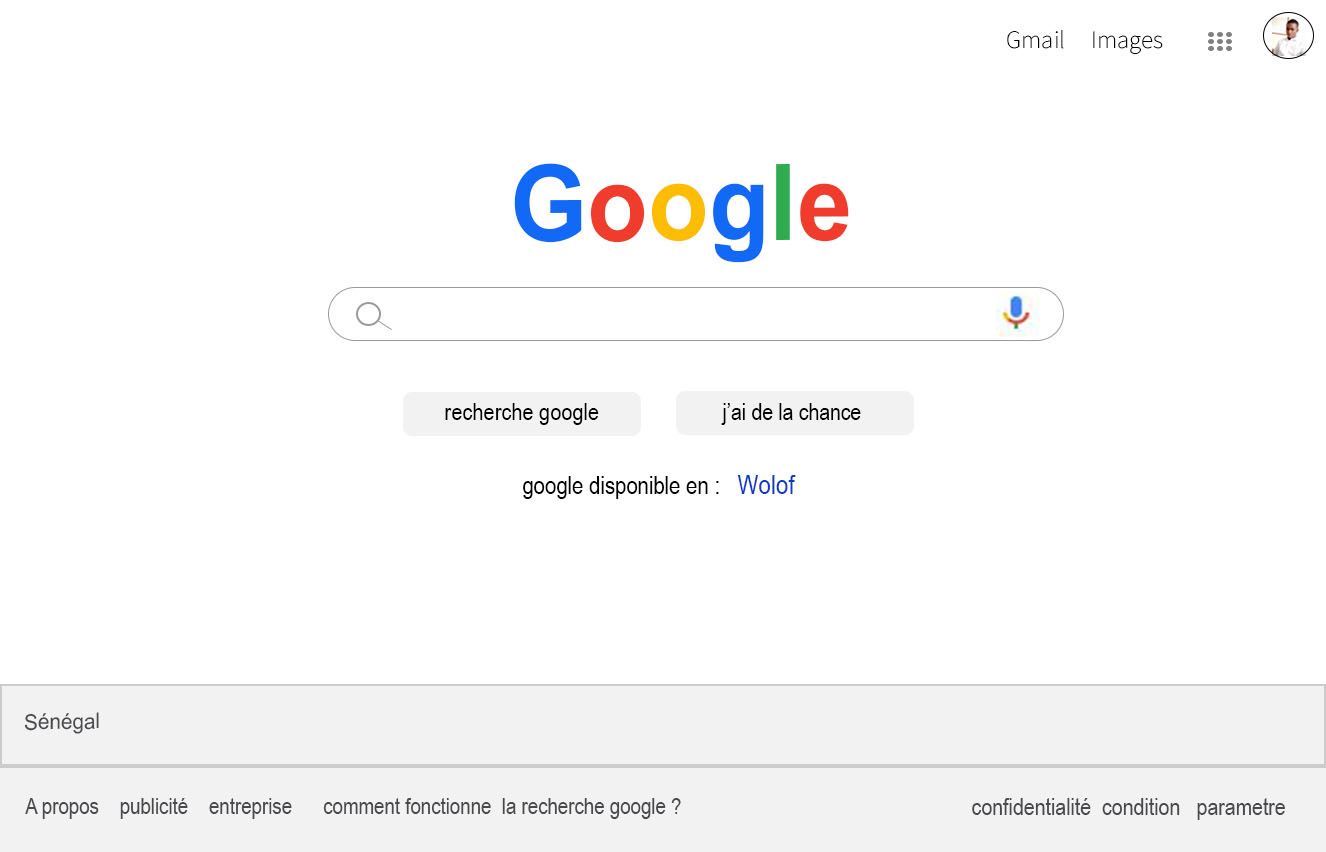 Gmail Images
Google
recherche google j'ai de la chance
google disponible en : Wolof
Sénégal
A propos publicité entreprise comment fonctionne la recherche google ? confidentialité condition parametre